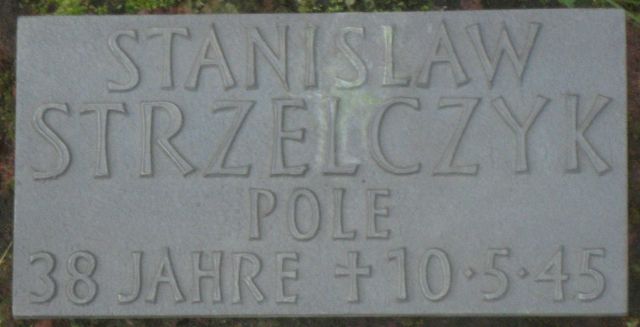 STANISLAW
STRZELCZYK
POLE
38 JAHRE ✝ 10·5·45